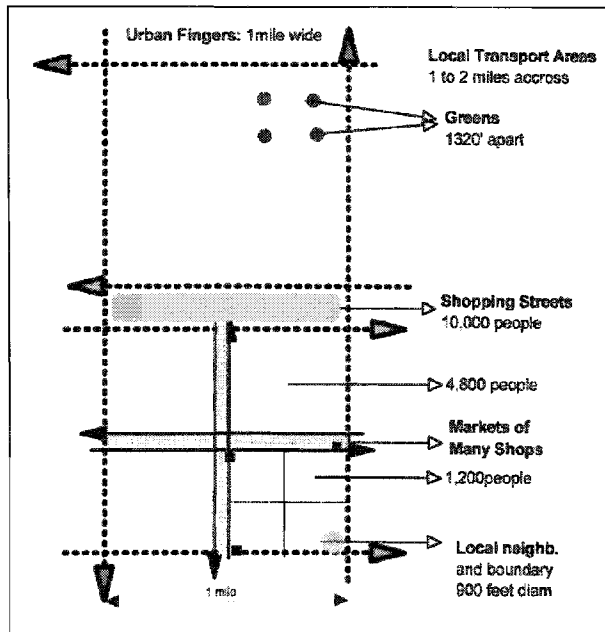 Urban Fingers: 1mile wide
Local Transport Areas
1 to 2 miles accross
Greens
1320' apart
Shopping Streets
10.000 people
4.800 people
Markets of
Many Shops
1,200people
Local neighb.
and boundary
900 feet diam
1 mile